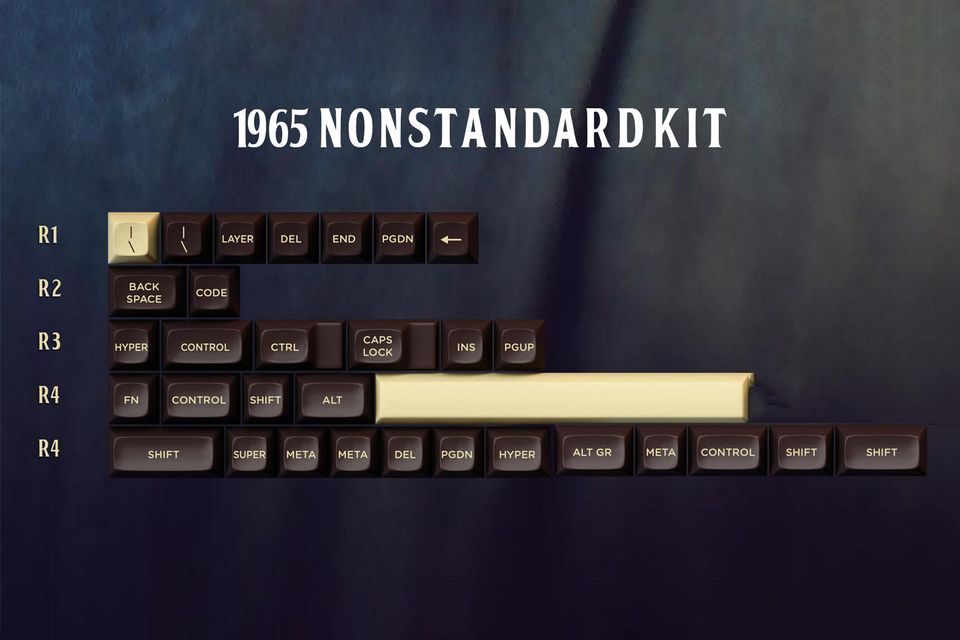 1965 NONSTANDARD KIT
R1 | \ | \ LAYER DEL END PGDN ←
R2 BACK SPACE CODE
R3 HYPER CONTROL CTRL CAPS LOCK INS PGUP
R4 FN CONTROL SHIFT ALT
R4 SHIFT SUPER META META DEL PGDN HYPER ALT GR META CONTROL SHIFT SHIFT